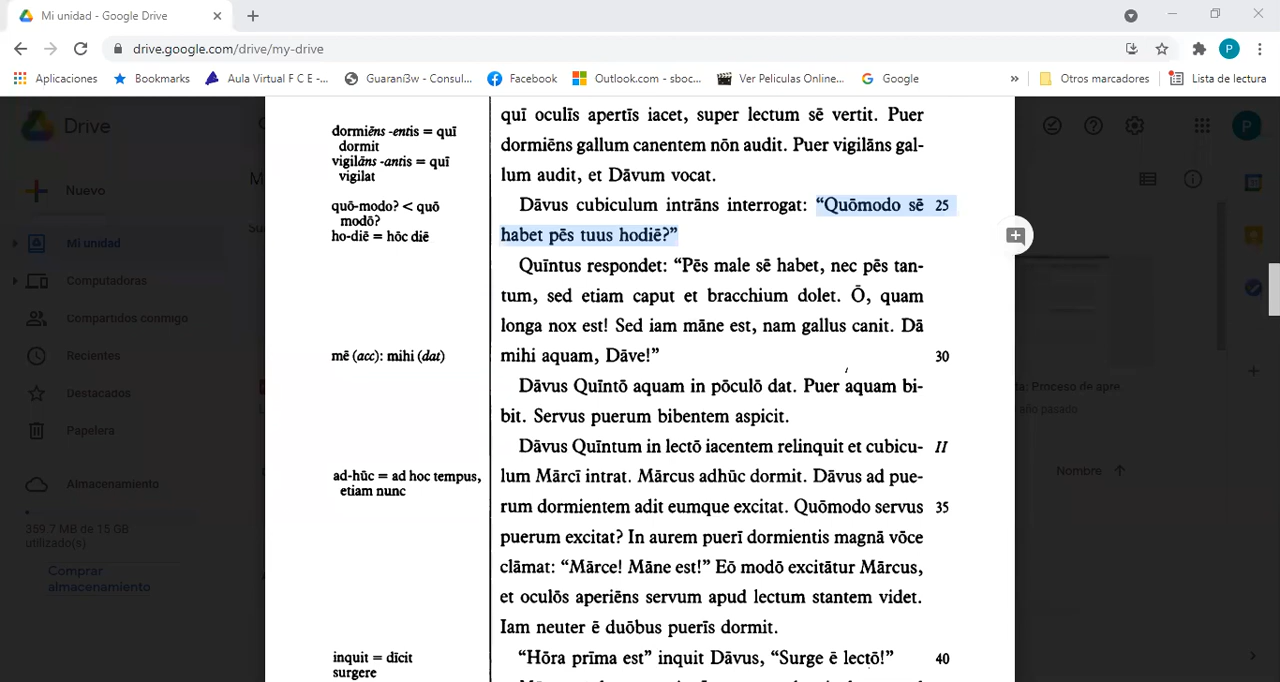 Mi unidad - Google Drive
drive.google.com/drive/my-drive
P
Aplicaciones
Bookmarks
Aula Virtual F C E -...
Guarani3w - Consul...
Facebook
Outlook.com - sboc...
Ver Peliculas Online...
Google
»
Otros marcadores
Lista de lectura
Drive
P
Nuevo
Mi unidad
Computadoras
Compartidos conmigo
Recientes
Destacados
Papelera
Almacenamiento
359.7 MB de 15 GB
utilizado(s)
Comprar
almacenamiento
ta: Proceso de apre
año pasado
Nombre
dormiēns -entis = quī
dormit
vigilāns -antis = quī
vigilat
quō-modo? < quō
modō?
ho-diē = hōc diē
mē (acc): mihi (dat)
ad-hūc = ad hoc tempus,
etiam nunc
inquit = dīcit
surgere
quī oculīs apertīs iacet, super lectum sē vertit. Puer
dormiēns gallum canentem nōn audit. Puer vigilāns gal-
lum audit, et Dāvum vocat.
Dāvus cubiculum intrāns interrogat: “Quōmodo sē 25
habet pēs tuus hodiē?”
Quīntus respondet: “Pēs male sē habet, nec pēs tan-
tum, sed etiam caput et bracchium dolet. Ō, quam
longa nox est! Sed iam māne est, nam gallus canit. Dā
mihi aquam, Dāve!” 30
Dāvus Quīntō aquam in pōculō dat. Puer aquam bi-
bit. Servus puerum bibentem aspicit.
Dāvus Quīntum in lectō iacentem relinquit et cubicu- II
lum Mārcī intrat. Mārcus adhūc dormit. Dāvus ad pue-
rum dormientem adit eumque excitat. Quōmodo servus 35
puerum excitat? In aurem puerī dormientis magnā vōce
clāmat: “Mārce! Māne est!” Eō modō excitātur Mārcus,
et oculōs aperiēns servum apud lectum stantem videt.
Iam neuter ē duōbus puerīs dormit.
“Hōra prīma est” inquit Dāvus, “Surge ē lectō!” 40